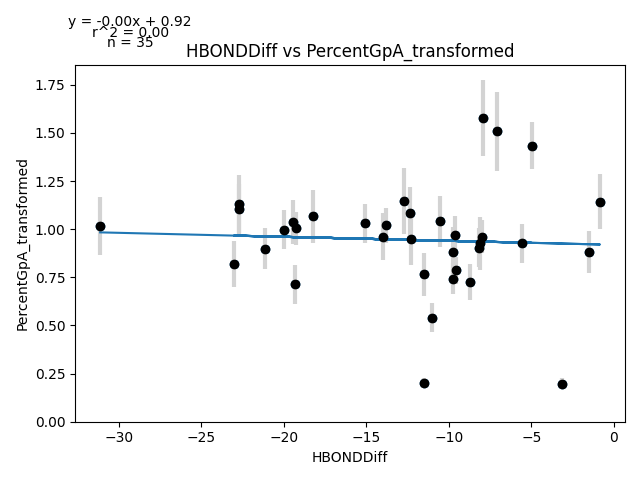 y = -0.00x + 0.92
r^2 = 0.00
n = 35
HBONDDiff vs PercentGpA_transformed
PercentGpA_transformed
1.75
1.50
1.25
1.00
0.75
0.50
0.25
0.00
−30 −25 −20 −15 −10 −5 0
HBONDDiff